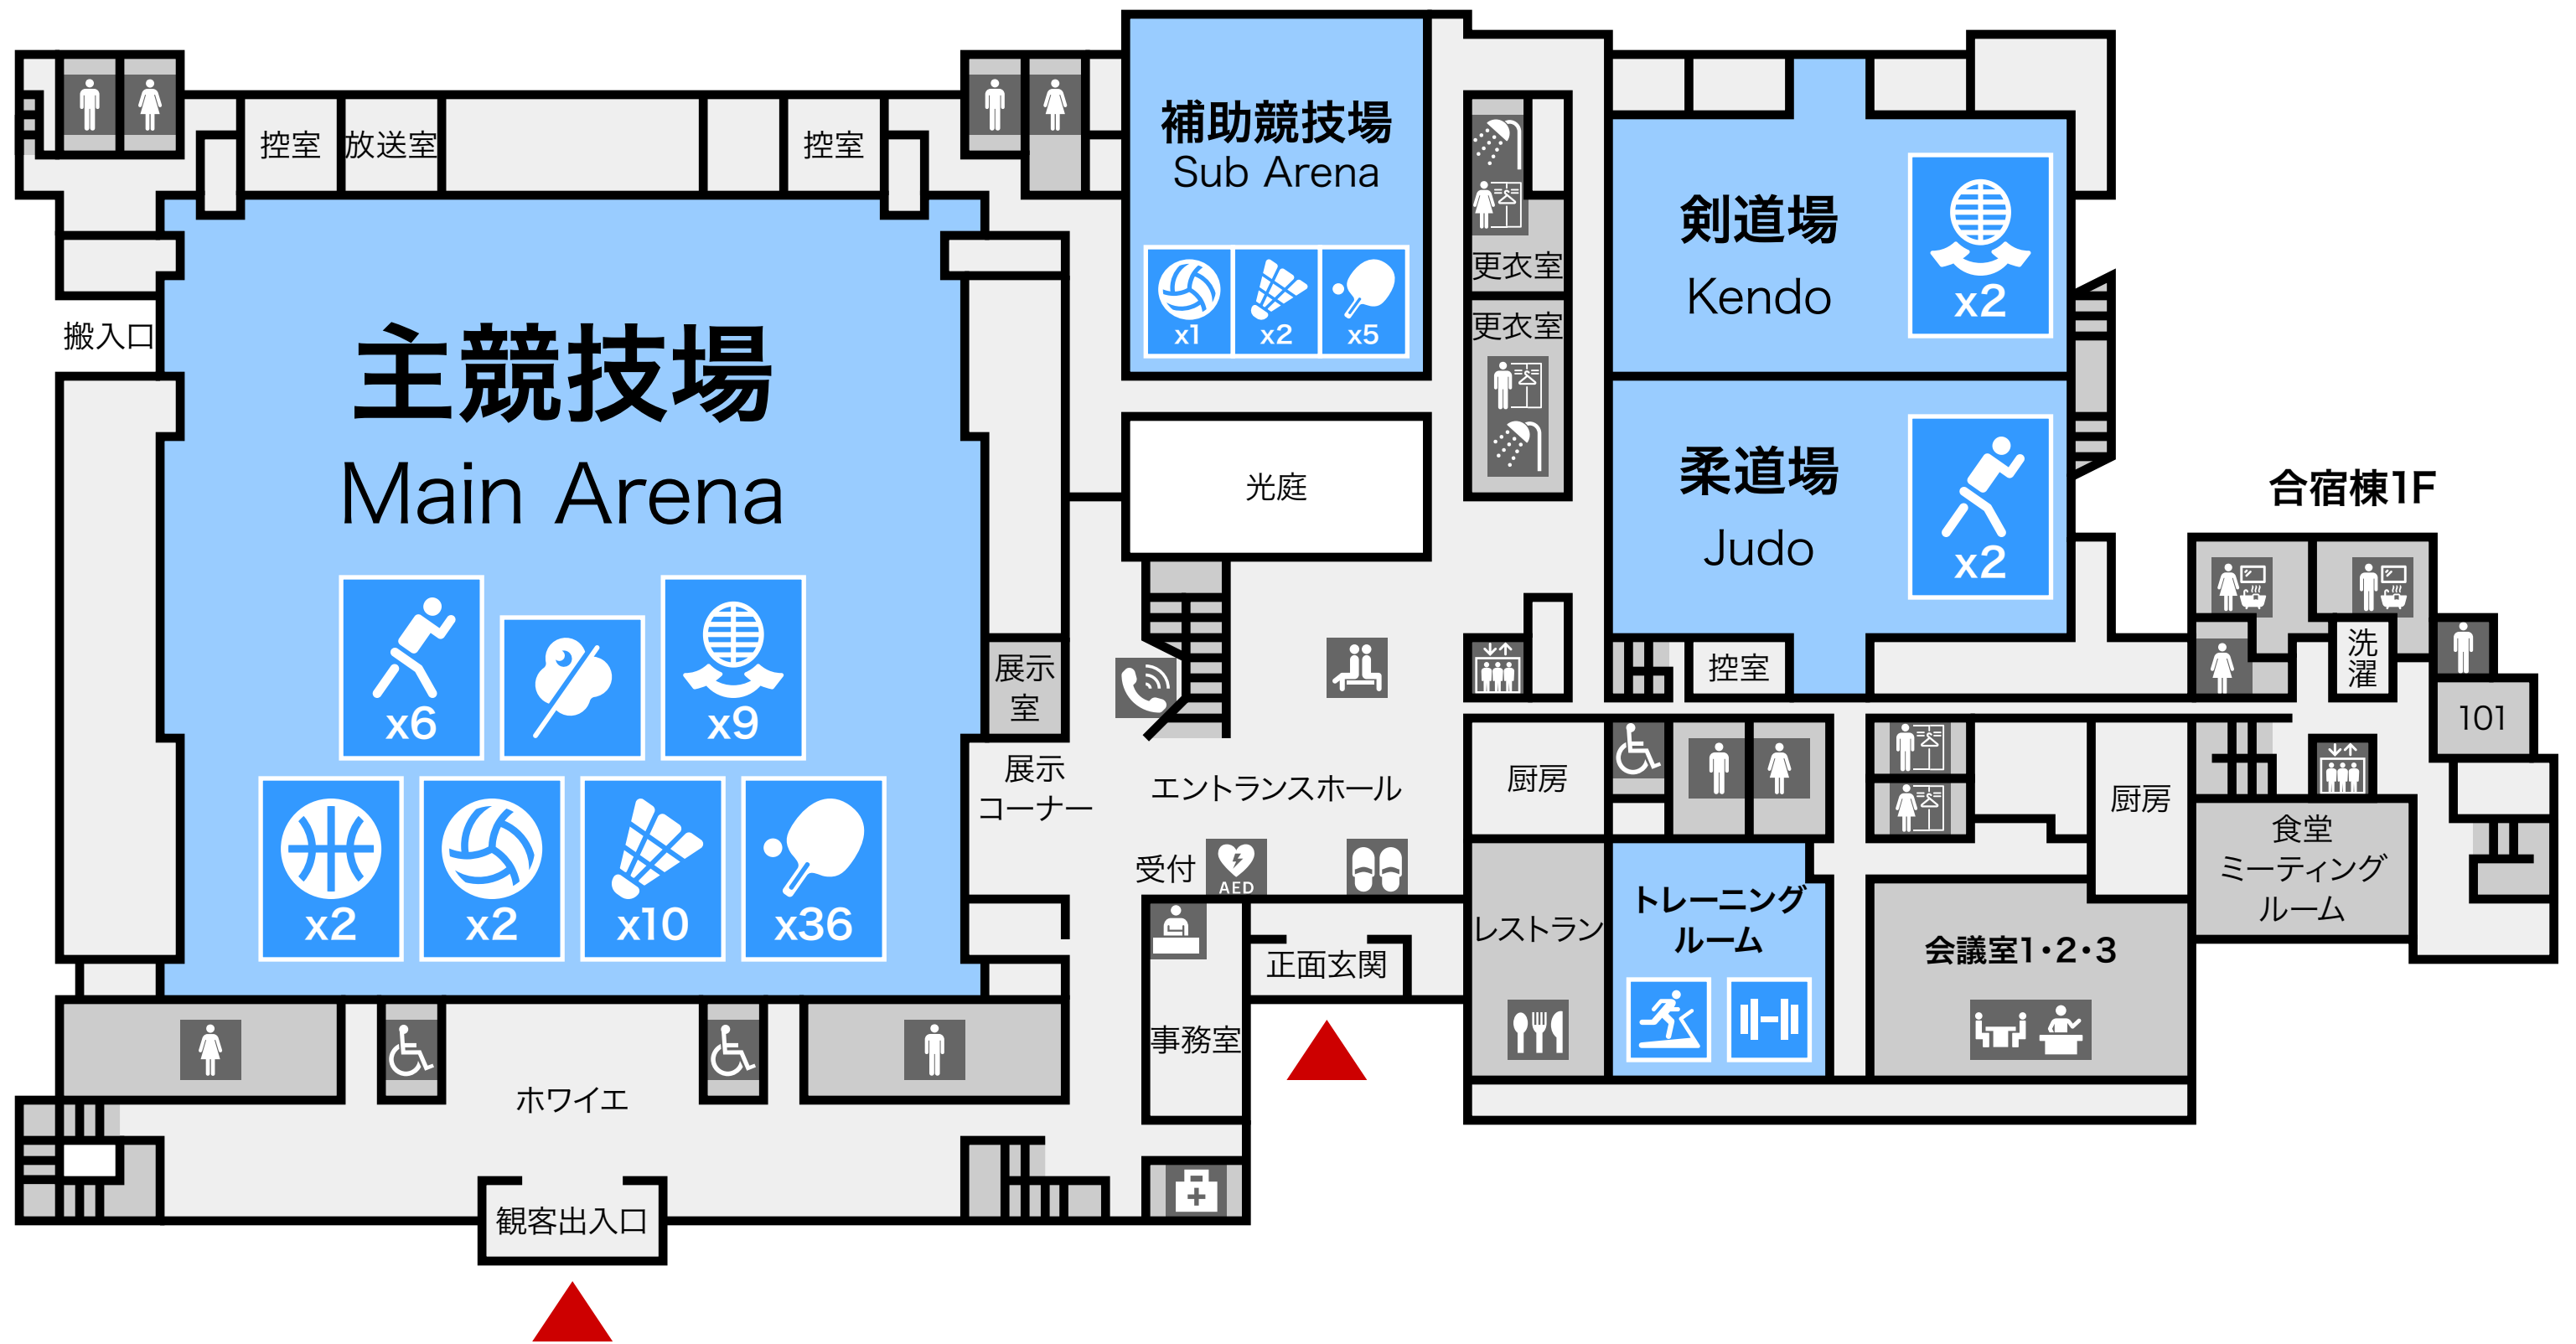 控室
放送室
控室
搬入口
主競技場
Main Arena
x6
x9
x2
x2
x10
x36
補助競技場
Sub Arena
x1
x2
x5
更衣室
更衣室
剣道場
Kendo
x2
柔道場
Judo
x2
控室
光庭
展示
室
展示
コーナー
エントランスホール
受付
AED
正面玄関
事務室
ホワイエ
観客出入口
厨房
レストラン
トレーニング
ルーム
厨房
会議室1・2・3
合宿棟1F
洗
濯
101
食堂
ミーティング
ルーム